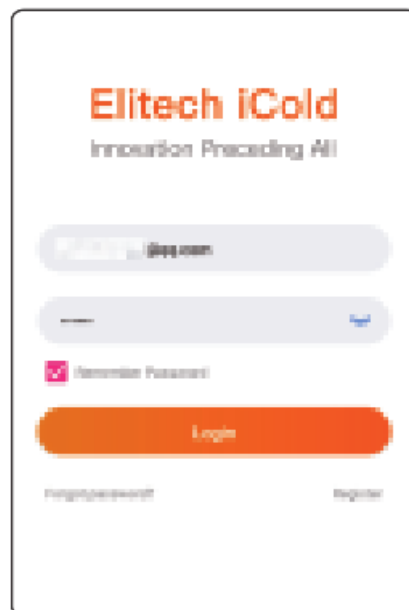 Elitech iCold
Innovation Preceding All
@qq.com
Remember Password
Login
Forgot password?
Register